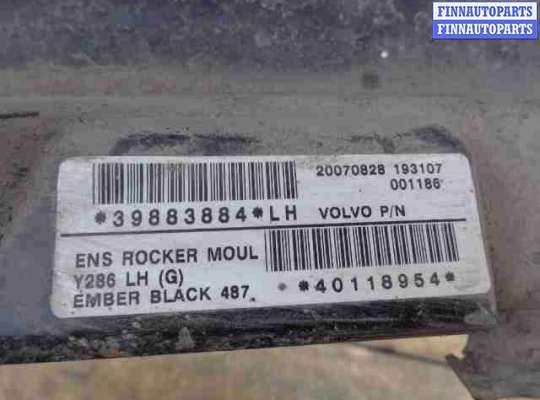 FINNAUTOPARTS
FINNAUTOPARTS
20070828 193107
001186
*39883884*LH VOLVO P/N
ENS ROCKER MOUL
Y286 LH (G)
EMBER BLACK 487
**40118954*